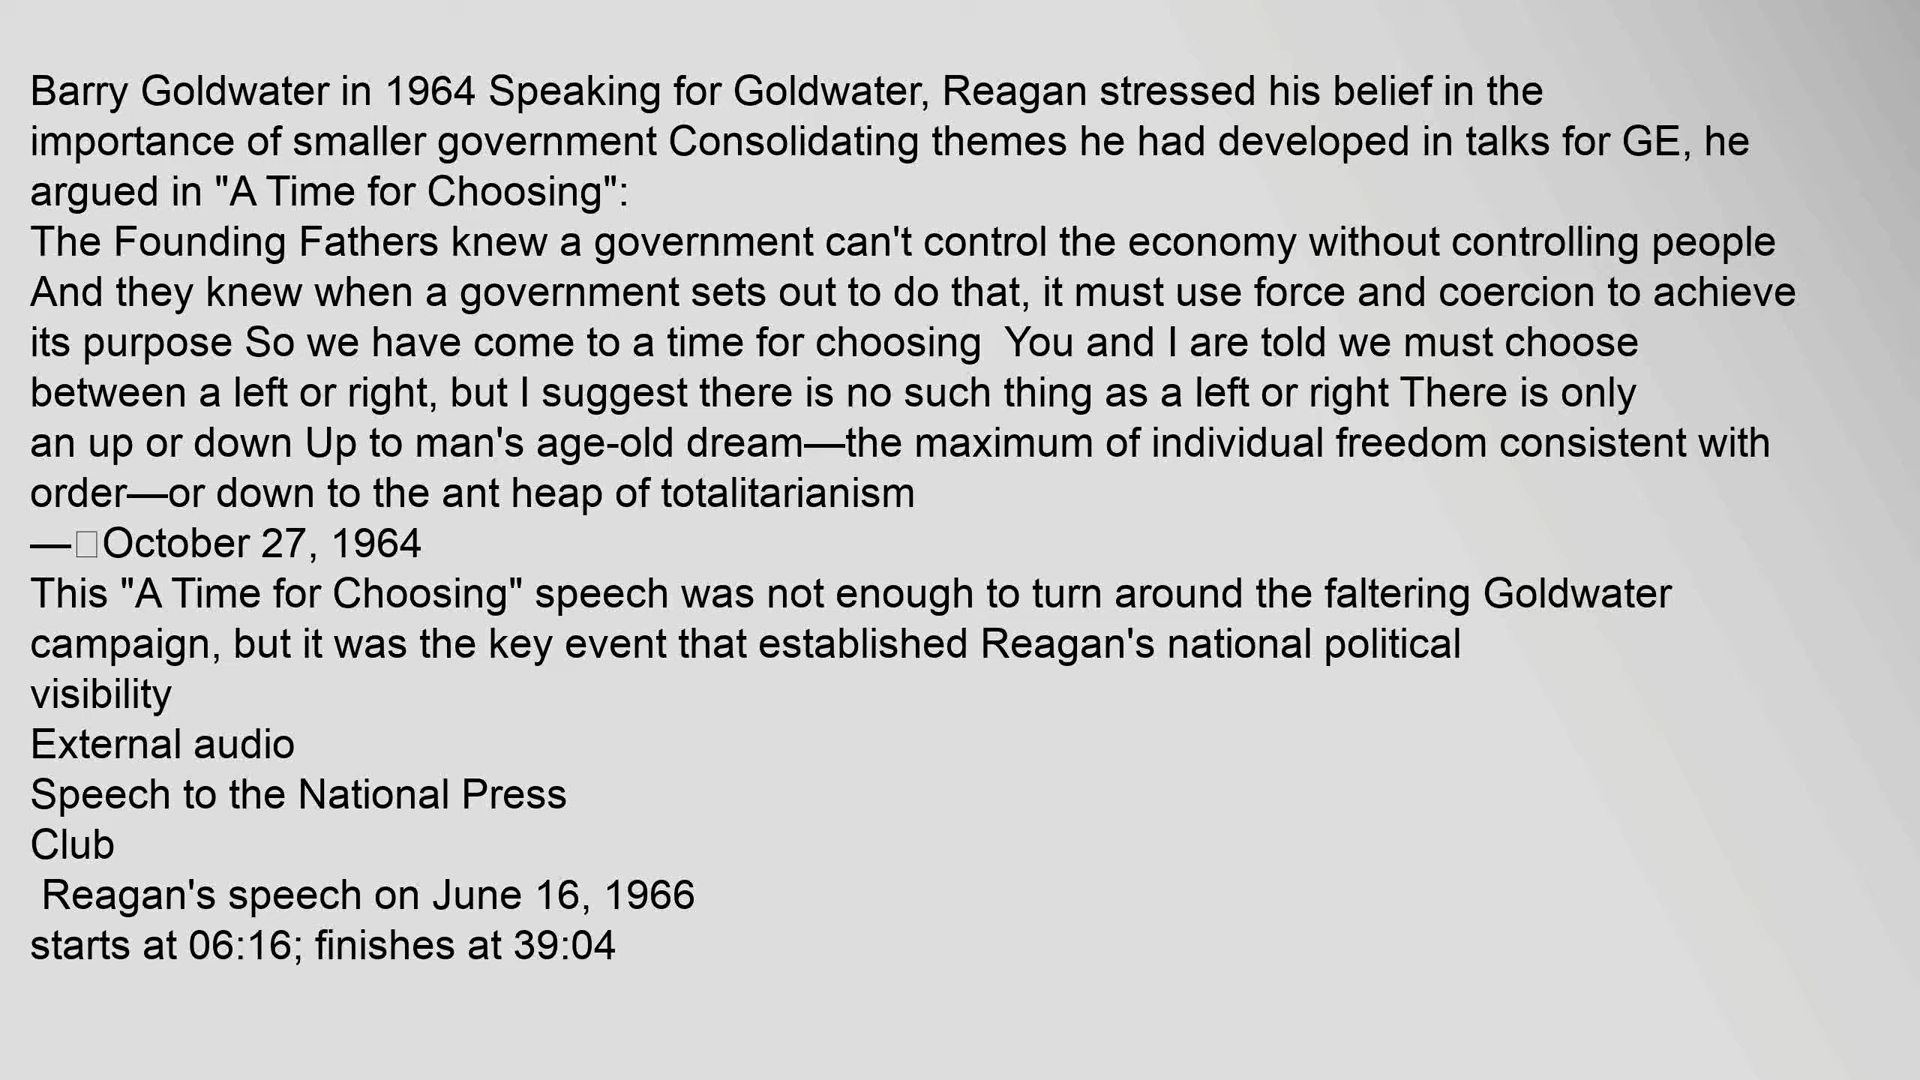 Barry Goldwater in 1964 Speaking for Goldwater, Reagan stressed his belief in the
importance of smaller government Consolidating themes he had developed in talks for GE, he
argued in "A Time for Choosing":
The Founding Fathers knew a government can't control the economy without controlling people
And they knew when a government sets out to do that, it must use force and coercion to achieve
its purpose So we have come to a time for choosing  You and I are told we must choose
between a left or right, but I suggest there is no such thing as a left or right There is only
an up or down Up to man's age-old dream—the maximum of individual freedom consistent with
order—or down to the ant heap of totalitarianism
—October 27, 1964
This "A Time for Choosing" speech was not enough to turn around the faltering Goldwater
campaign, but it was the key event that established Reagan's national political
visibility
External audio
Speech to the National Press
Club
Reagan's speech on June 16, 1966
starts at 06:16; finishes at 39:04